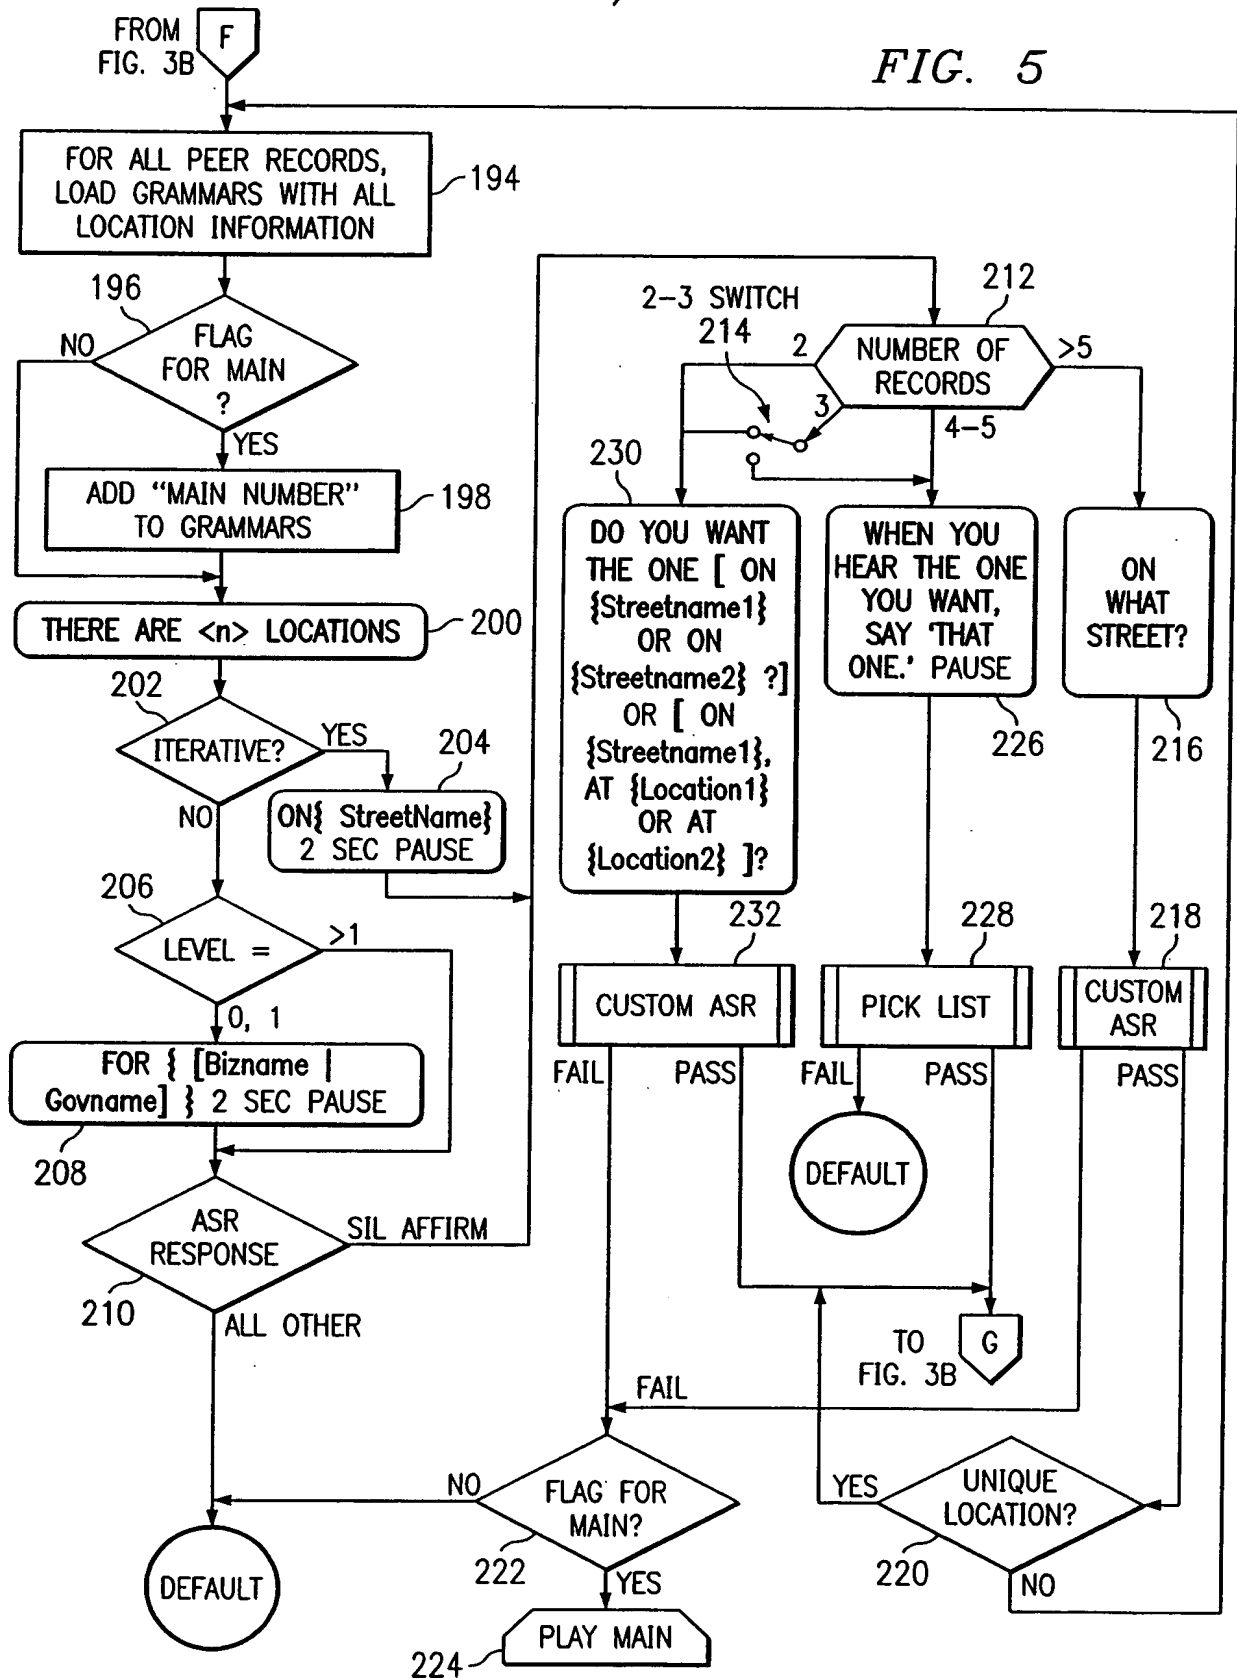 FROM
FIG. 3B
F
FIG. 5
FOR ALL PEER RECORDS,
LOAD GRAMMARS WITH ALL
LOCATION INFORMATION
194
196
FLAG
FOR MAIN
?
NO
YES
ADD “MAIN NUMBER”
TO GRAMMARS
198
THERE ARE <n> LOCATIONS
200
202
ITERATIVE?
YES
NO
204
ON{ StreetName}
2 SEC PAUSE
206
LEVEL =
>1
0, 1
FOR { [Bizname |
Govname] } 2 SEC PAUSE
208
ASR
RESPONSE
SIL AFFIRM
210
ALL OTHER
DEFAULT
2-3 SWITCH
214
212
NUMBER OF
RECORDS
2
3
4-5
>5
230
DO YOU WANT
THE ONE [ ON
{Streetname1}
OR ON
{Streetname2} ?]
OR [ ON
{Streetname1},
AT {Location1}
OR AT
{Location2} ]?
WHEN YOU
HEAR THE ONE
YOU WANT,
SAY ‘THAT
ONE.’ PAUSE
226
ON
WHAT
STREET?
216
232
CUSTOM ASR
FAIL
PASS
228
PICK LIST
FAIL
PASS
DEFAULT
218
CUSTOM
ASR
PASS
TO
FIG. 3B
G
FAIL
FLAG FOR
MAIN?
NO
222
YES
PLAY MAIN
224
UNIQUE
LOCATION?
YES
220
NO